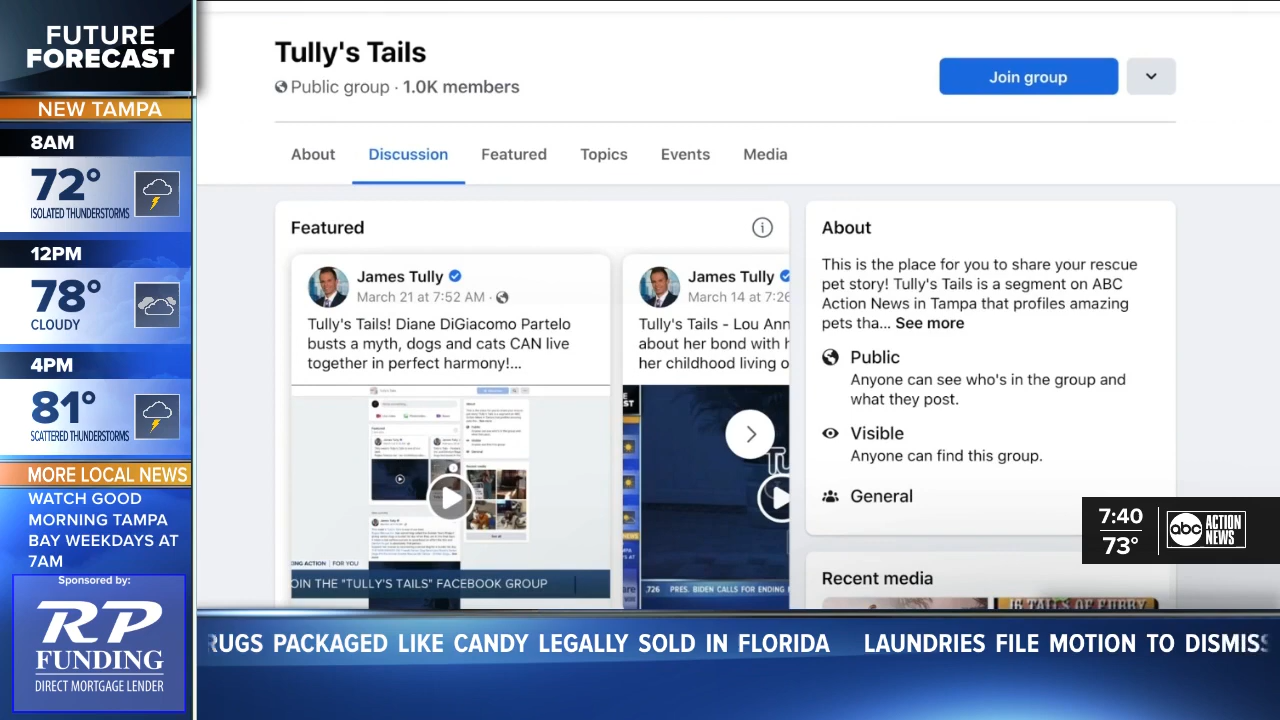 FUTURE
FORECAST
NEW TAMPA
8AM
72°
ISOLATED THUNDERSTORMS
12PM
78°
CLOUDY
4PM
81°
SCATTERED THUNDERSTORMS
MORE LOCAL NEWS
WATCH GOOD
MORNING TAMPA
BAY WEEKDAYS AT
7AM
Sponsored by:
RP
FUNDING
DIRECT MORTGAGE LENDER
Tully's Tails
Public group · 1.0K members
Join group
About
Discussion
Featured
Topics
Events
Media
Featured
James Tully
March 21 at 7:52 AM ·
Tully's Tails! Diane DiGiacomo Partelo
busts a myth, dogs and cats CAN live
together in perfect harmony!...
OIN THE "TULLY'S TAILS" FACEBOOK GROUP
James Tully
March 14 at 7:26
Tully's Tails - Lou Ann
about her bond with h
her childhood living o
,726 PRES. BIDEN CALLS FOR ENDING
About
This is the place for you to share your rescue
pet story! Tully's Tails is a segment on ABC
Action News in Tampa that profiles amazing
pets tha... See more
Public
Anyone can see who's in the group and
what they post.
Visible
Anyone can find this group.
General
Recent media
16 TAILS OF FURRY
7:40
73°
abc
ACTION
NEWS
RUGS PACKAGED LIKE CANDY LEGALLY SOLD IN FLORIDA LAUNDRIES FILE MOTION TO DISMISS